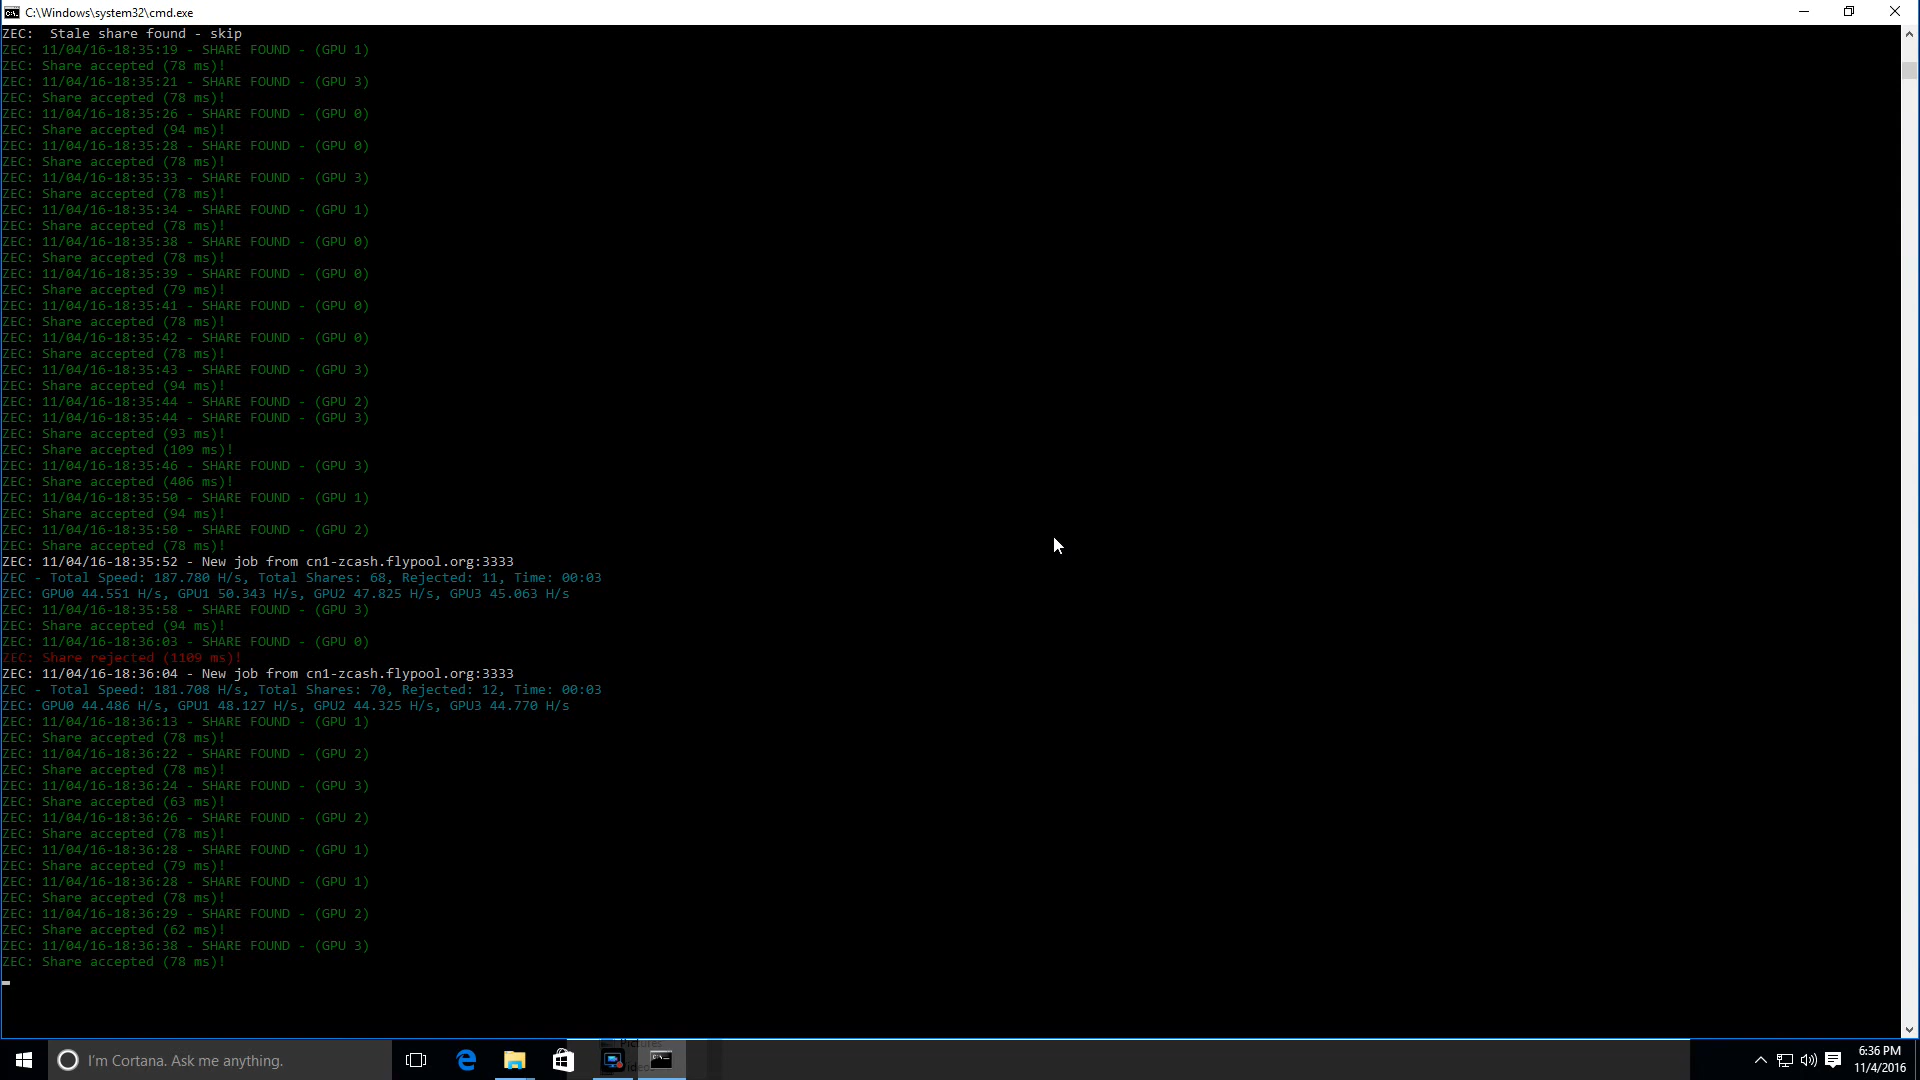 C:\Windows\system32\cmd.exe
ZEC:  Stale share found - skip
ZEC: 11/04/16-18:35:19 - SHARE FOUND - (GPU 1)
ZEC: Share accepted (78 ms)!
ZEC: 11/04/16-18:35:21 - SHARE FOUND - (GPU 3)
ZEC: Share accepted (78 ms)!
ZEC: 11/04/16-18:35:26 - SHARE FOUND - (GPU 0)
ZEC: Share accepted (94 ms)!
ZEC: 11/04/16-18:35:28 - SHARE FOUND - (GPU 0)
ZEC: Share accepted (78 ms)!
ZEC: 11/04/16-18:35:33 - SHARE FOUND - (GPU 3)
ZEC: Share accepted (78 ms)!
ZEC: 11/04/16-18:35:34 - SHARE FOUND - (GPU 1)
ZEC: Share accepted (78 ms)!
ZEC: 11/04/16-18:35:38 - SHARE FOUND - (GPU 0)
ZEC: Share accepted (78 ms)!
ZEC: 11/04/16-18:35:39 - SHARE FOUND - (GPU 0)
ZEC: Share accepted (79 ms)!
ZEC: 11/04/16-18:35:41 - SHARE FOUND - (GPU 0)
ZEC: Share accepted (78 ms)!
ZEC: 11/04/16-18:35:42 - SHARE FOUND - (GPU 0)
ZEC: Share accepted (78 ms)!
ZEC: 11/04/16-18:35:43 - SHARE FOUND - (GPU 3)
ZEC: Share accepted (94 ms)!
ZEC: 11/04/16-18:35:44 - SHARE FOUND - (GPU 2)
ZEC: 11/04/16-18:35:44 - SHARE FOUND - (GPU 3)
ZEC: Share accepted (93 ms)!
ZEC: Share accepted (109 ms)!
ZEC: 11/04/16-18:35:46 - SHARE FOUND - (GPU 3)
ZEC: Share accepted (406 ms)!
ZEC: 11/04/16-18:35:50 - SHARE FOUND - (GPU 1)
ZEC: Share accepted (94 ms)!
ZEC: 11/04/16-18:35:50 - SHARE FOUND - (GPU 2)
ZEC: Share accepted (78 ms)!
ZEC: 11/04/16-18:35:52 - New job from cn1-zcash.flypool.org:3333
ZEC - Total Speed: 187.780 H/s, Total Shares: 68, Rejected: 11, Time: 00:03
ZEC: GPU0 44.551 H/s, GPU1 50.343 H/s, GPU2 47.825 H/s, GPU3 45.063 H/s
ZEC: 11/04/16-18:35:58 - SHARE FOUND - (GPU 3)
ZEC: Share accepted (94 ms)!
ZEC: 11/04/16-18:36:03 - SHARE FOUND - (GPU 0)
ZEC: Share rejected (1109 ms)!
ZEC: 11/04/16-18:36:04 - New job from cn1-zcash.flypool.org:3333
ZEC - Total Speed: 181.708 H/s, Total Shares: 70, Rejected: 12, Time: 00:03
ZEC: GPU0 44.486 H/s, GPU1 48.127 H/s, GPU2 44.325 H/s, GPU3 44.770 H/s
ZEC: 11/04/16-18:36:13 - SHARE FOUND - (GPU 1)
ZEC: Share accepted (78 ms)!
ZEC: 11/04/16-18:36:22 - SHARE FOUND - (GPU 2)
ZEC: Share accepted (78 ms)!
ZEC: 11/04/16-18:36:24 - SHARE FOUND - (GPU 3)
ZEC: Share accepted (63 ms)!
ZEC: 11/04/16-18:36:26 - SHARE FOUND - (GPU 2)
ZEC: Share accepted (78 ms)!
ZEC: 11/04/16-18:36:28 - SHARE FOUND - (GPU 1)
ZEC: Share accepted (79 ms)!
ZEC: 11/04/16-18:36:28 - SHARE FOUND - (GPU 1)
ZEC: Share accepted (78 ms)!
ZEC: 11/04/16-18:36:29 - SHARE FOUND - (GPU 2)
ZEC: Share accepted (62 ms)!
ZEC: 11/04/16-18:36:38 - SHARE FOUND - (GPU 3)
ZEC: Share accepted (78 ms)!
Pictures
I'm Cortana. Ask me anything.
6:36 PM
11/4/2016